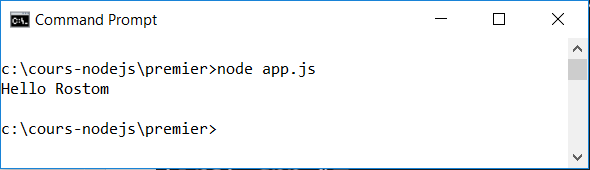 Command Prompt
c:\cours-nodejs\premier>node app.js
Hello Rostom
c:\cours-nodejs\premier>